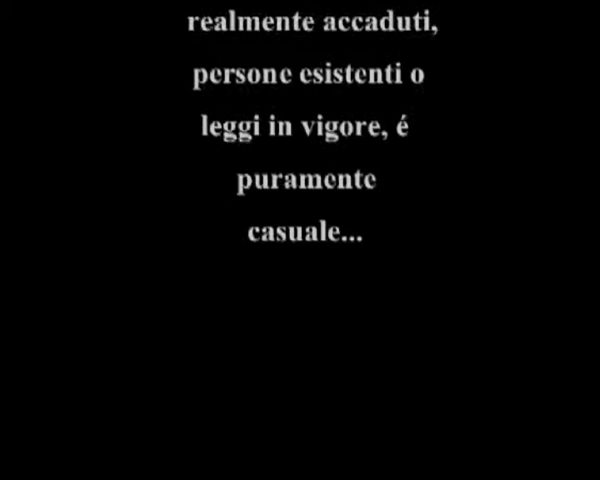 realmente accaduti,
persone esistenti o
leggi in vigore, é
puramente
casuale...